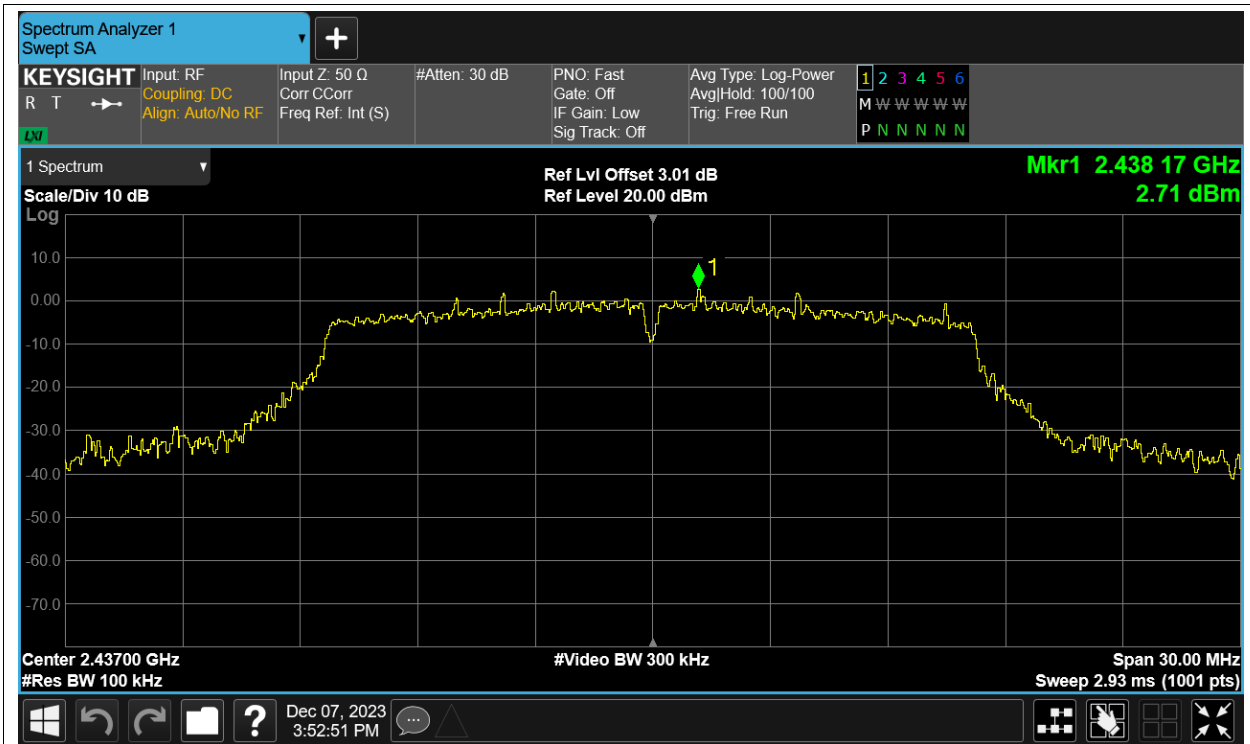 Spectrum Analyzer 1
Swept SA
KEYSIGHT
R T
LXI
Input: RF
Coupling: DC
Align: Auto/No RF
Input Z: 50 Ω
Corr CCorr
Freq Ref: Int (S)
#Atten: 30 dB
PNO: Fast
Gate: Off
IF Gain: Low
Sig Track: Off
Avg Type: Log-Power
Avg|Hold: 100/100
Trig: Free Run
1 2 3 4 5 6
M W W W W W
P N N N N N
1 Spectrum
Scale/Div 10 dB
Log
Ref Lvl Offset 3.01 dB
Ref Level 20.00 dBm
Mkr1 2.438 17 GHz
2.71 dBm
1
10.0
0.00
-10.0
-20.0
-30.0
-40.0
-50.0
-60.0
-70.0
Center 2.43700 GHz
#Res BW 100 kHz
#Video BW 300 kHz
Span 30.00 MHz
Sweep 2.93 ms (1001 pts)
?
Dec 07, 2023
3:52:51 PM